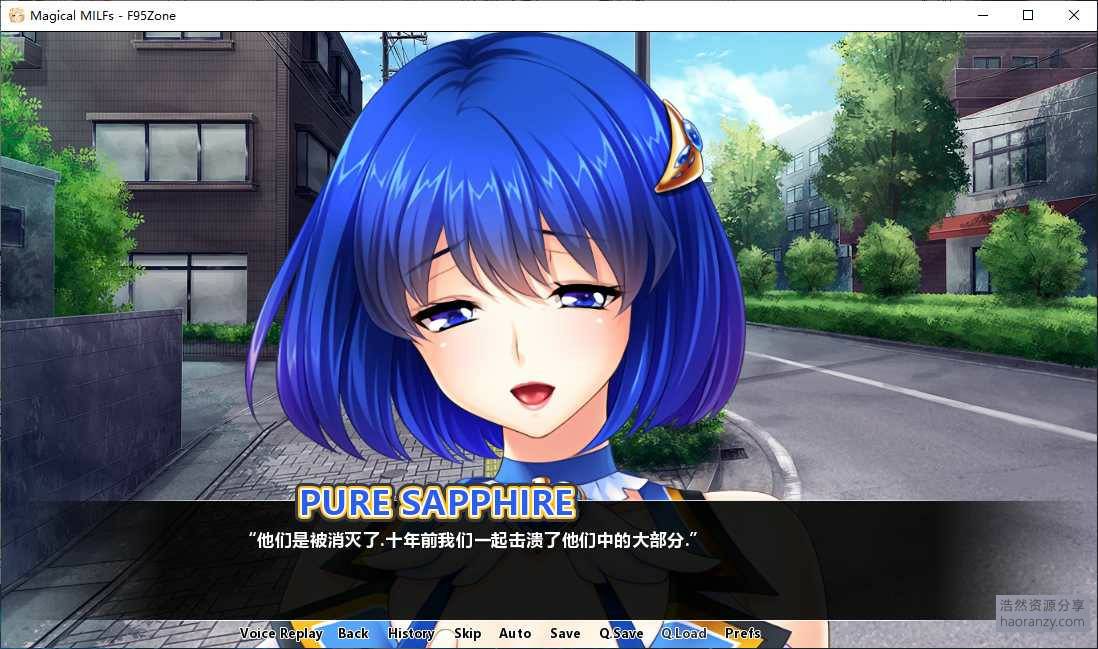 Magical MILFs - F95Zone
PURE SAPPHIRE
“他们是被消灭了.十年前我们一起击溃了他们中的大部分.”
浩然资源分享
haoranzy.com
Voice Replay Back History Skip Auto Save Q.Save Q.Load Prefs